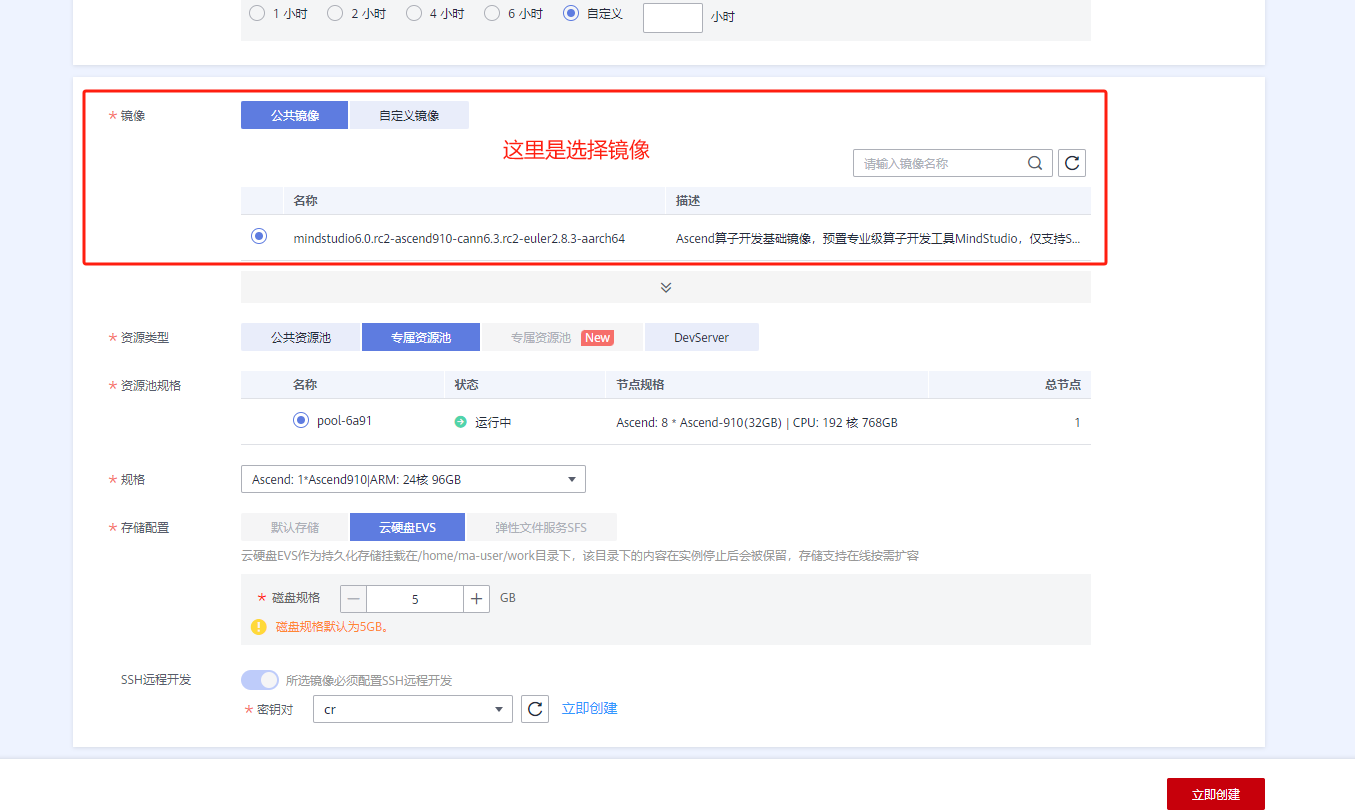 1 小时 2 小时 4 小时 6 小时 自定义 小时
* 镜像 公共镜像 自定义镜像
这里是选择镜像
请输入镜像名称
名称 描述
mindstudio6.0.rc2-ascend910-cann6.3.rc2-euler2.8.3-aarch64 Ascend算子开发基础镜像，预置专业级算子开发工具MindStudio，仅支持S...
* 资源类型 公共资源池 专属资源池 专属资源池 New DevServer
* 资源池规格 名称 状态 节点规格 总节点
pool-6a91 运行中 Ascend: 8 * Ascend-910(32GB) | CPU: 192 核 768GB 1
* 规格 Ascend: 1*Ascend910|ARM: 24核 96GB
* 存储配置 默认存储 云硬盘EVS 弹性文件服务SFS
云硬盘EVS作为持久化存储挂载在/home/ma-user/work目录下，该目录下的内容在实例停止后会被保留，存储支持在线按需扩容
* 磁盘规格 — 5 + GB
! 磁盘规格默认为5GB。
SSH远程开发 所选镜像必须配置SSH远程开发
* 密钥对 cr 立即创建
立即创建